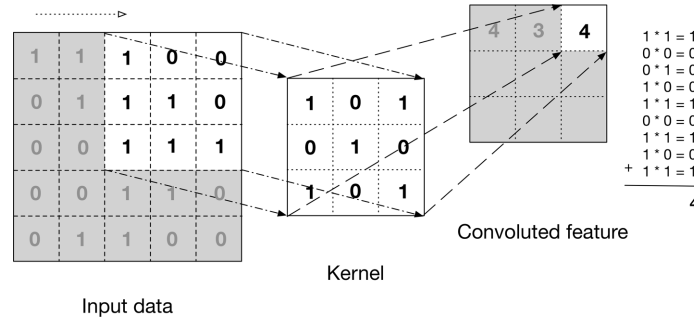 1 1 1 0 0
0 1 1 1 0
0 0 1 1 1
0 0 1 1 0
0 1 1 0 0
Input data
1 0 1
0 1 0
1 0 1
Kernel
4 3 4
Convoluted feature
1 * 1 = 1
0 * 0 = 0
0 * 1 = 0
1 * 0 = 0
1 * 1 = 1
0 * 0 = 0
1 * 1 = 1
1 * 0 = 0
+ 1 * 1 = 1
4